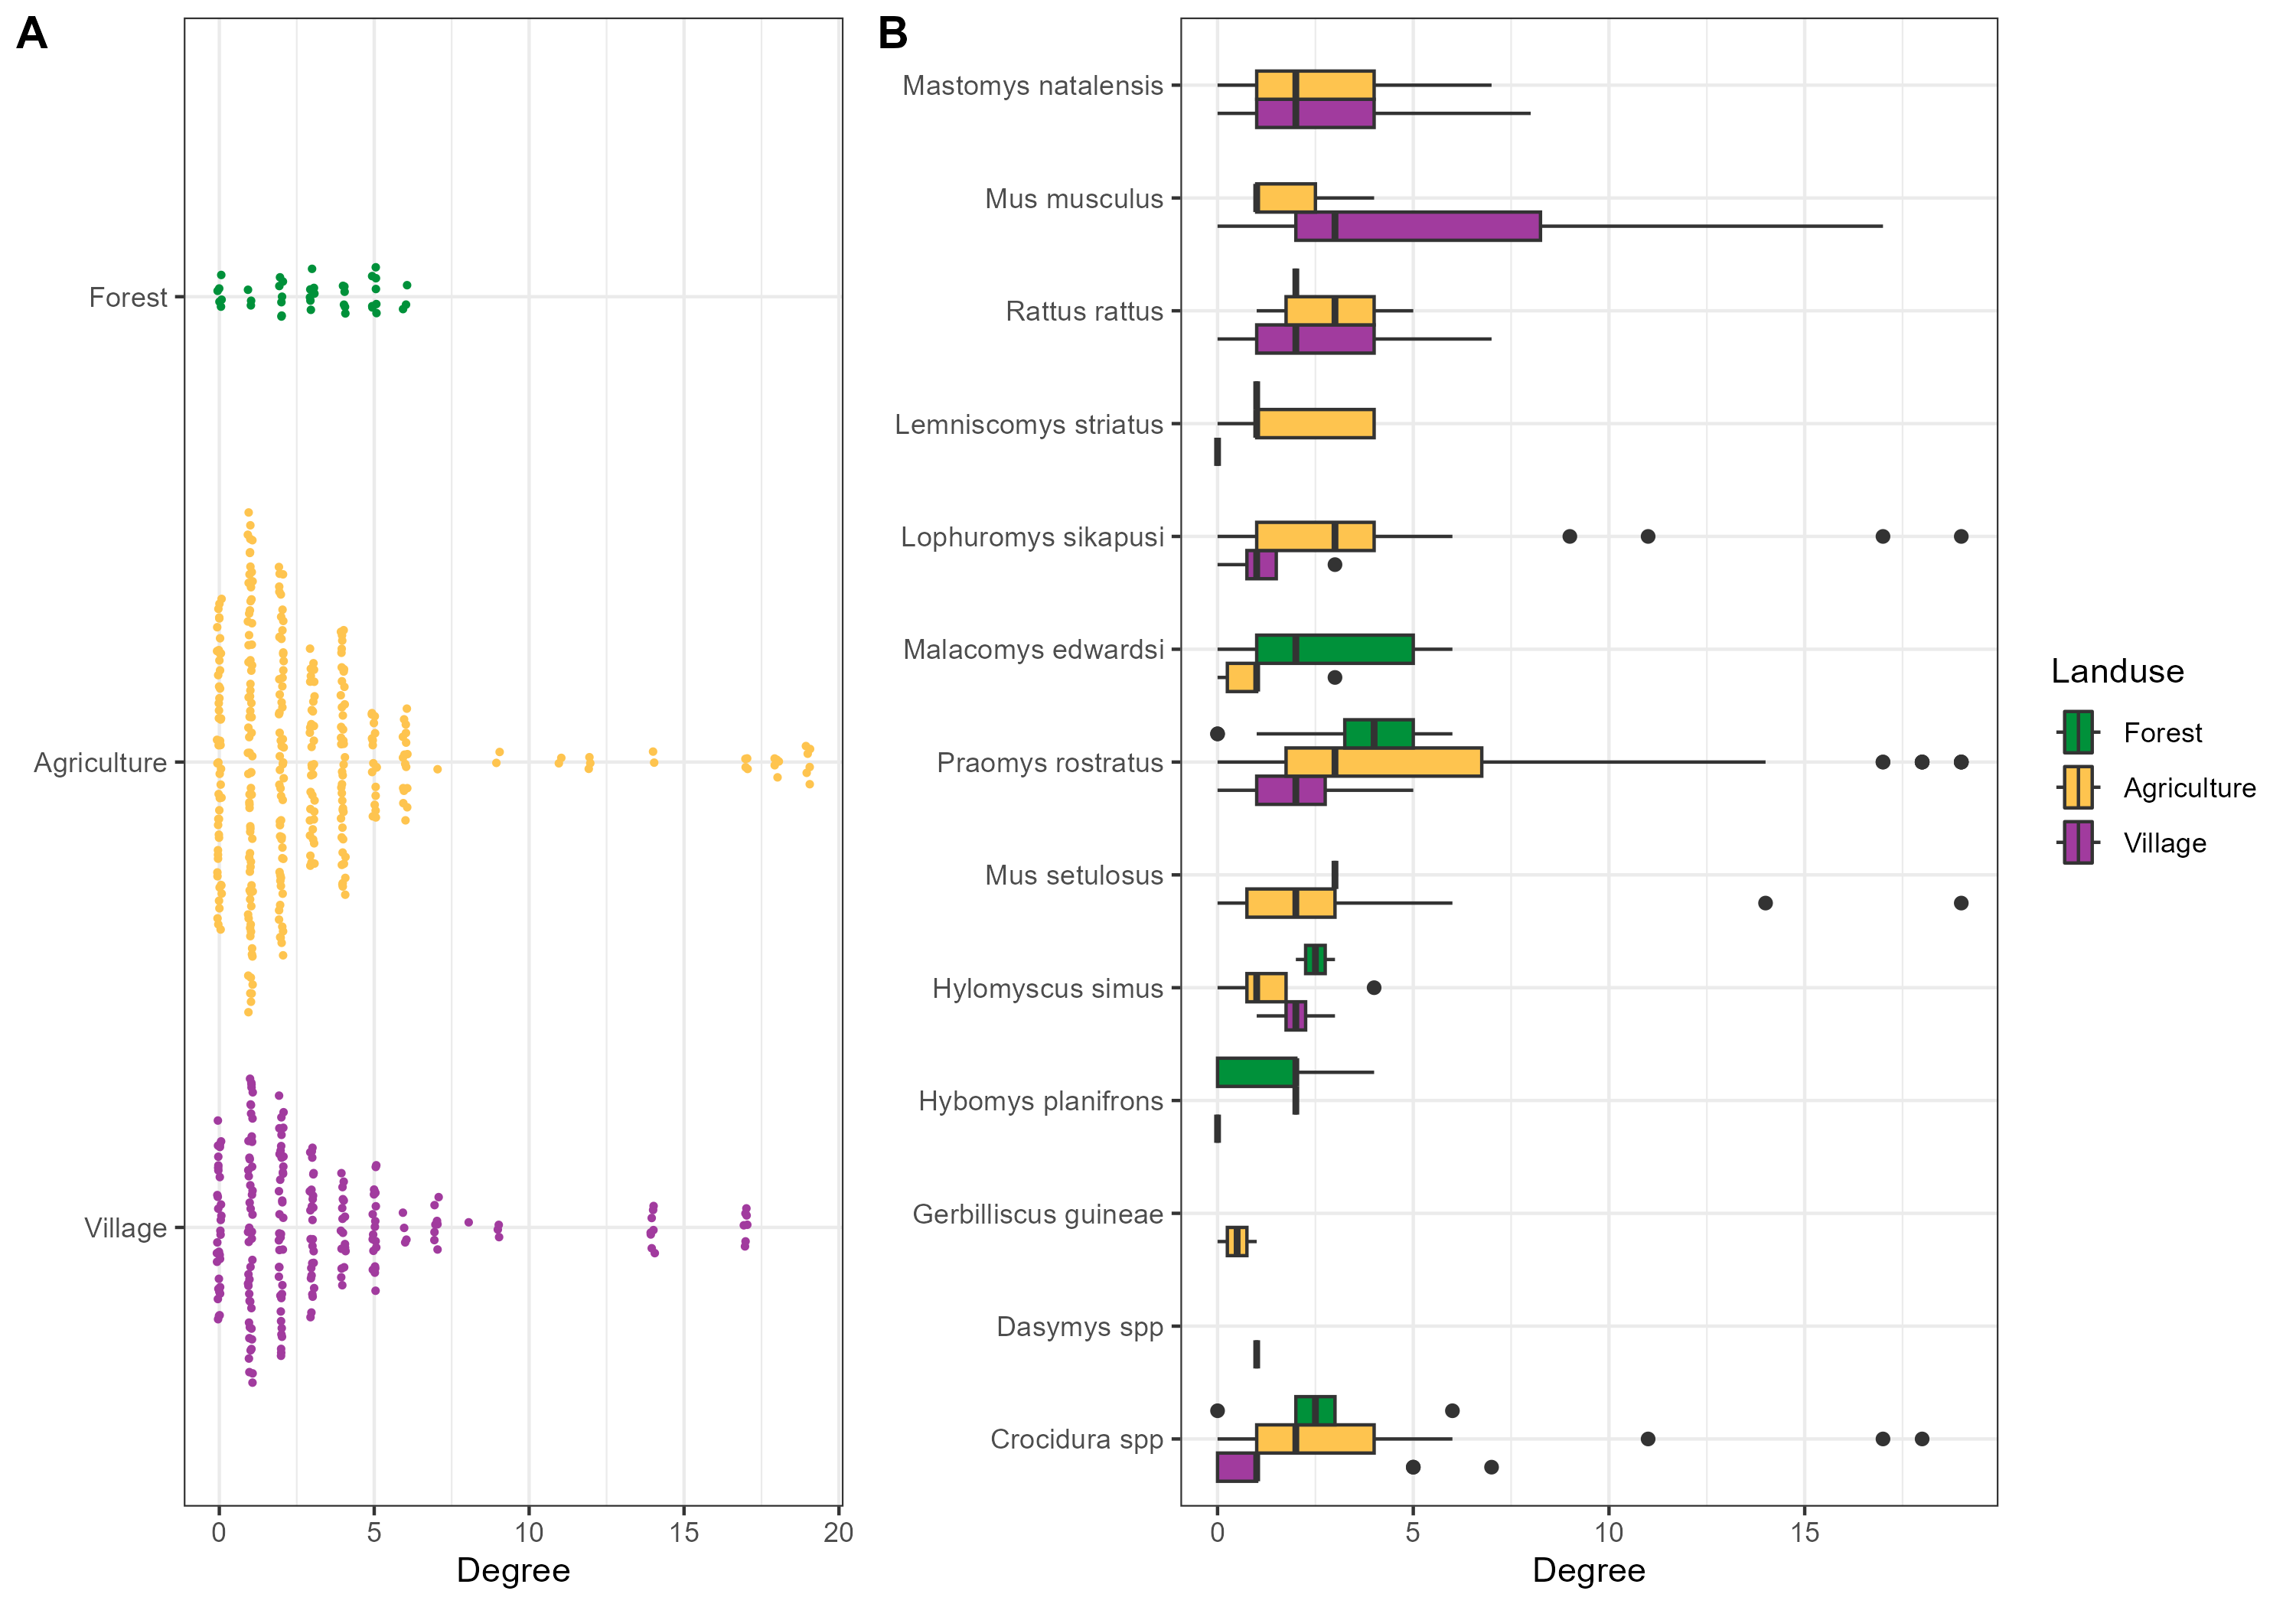 A
Forest
Agriculture
Village
0 5 10 15 20
Degree
B
Mastomys natalensis
Mus musculus
Rattus rattus
Lemniscomys striatus
Lophuromys sikapusi
Malacomys edwardsi
Praomys rostratus
Mus setulosus
Hylomyscus simus
Hybomys planifrons
Gerbilliscus guineae
Dasymys spp
Crocidura spp
0 5 10 15
Degree
Landuse
Forest
Agriculture
Village